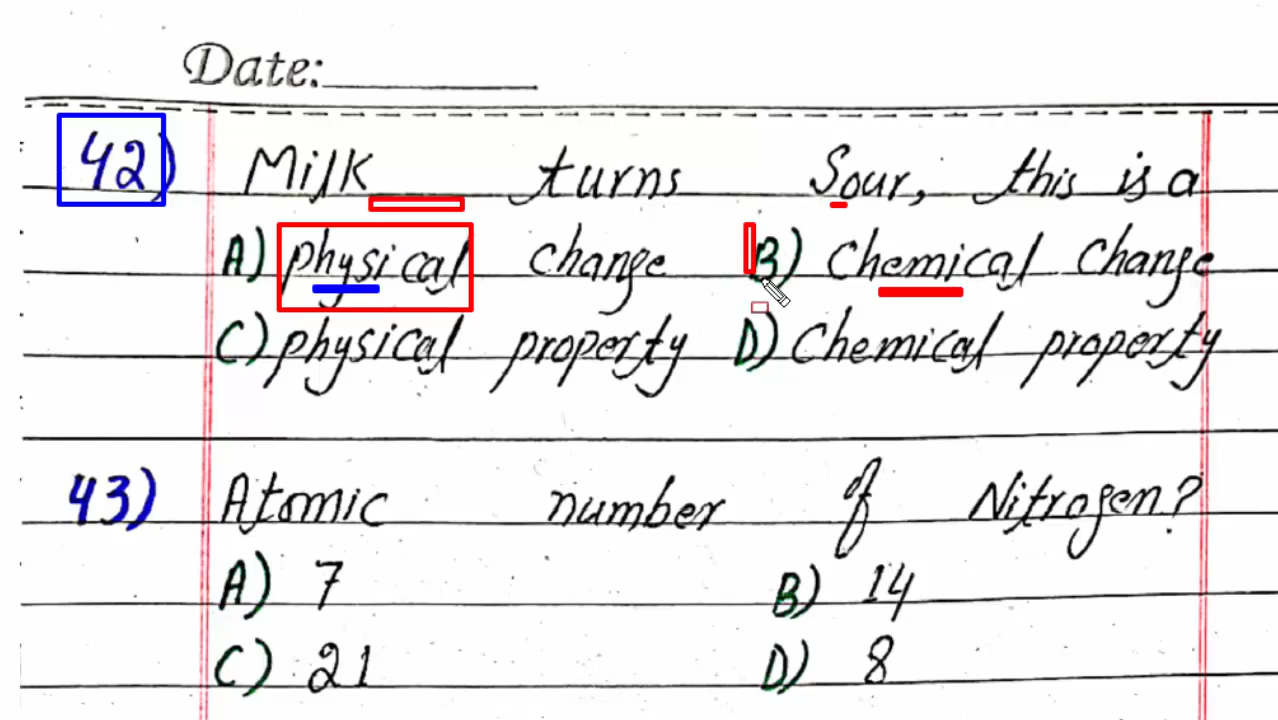 Date:
42) Milk turns Sour, this is a
A) physical change B) Chemical Change
C) physical property D) Chemical property
43) Atomic number of Nitrogen?
A) 7 B) 14
C) 21 D) 8